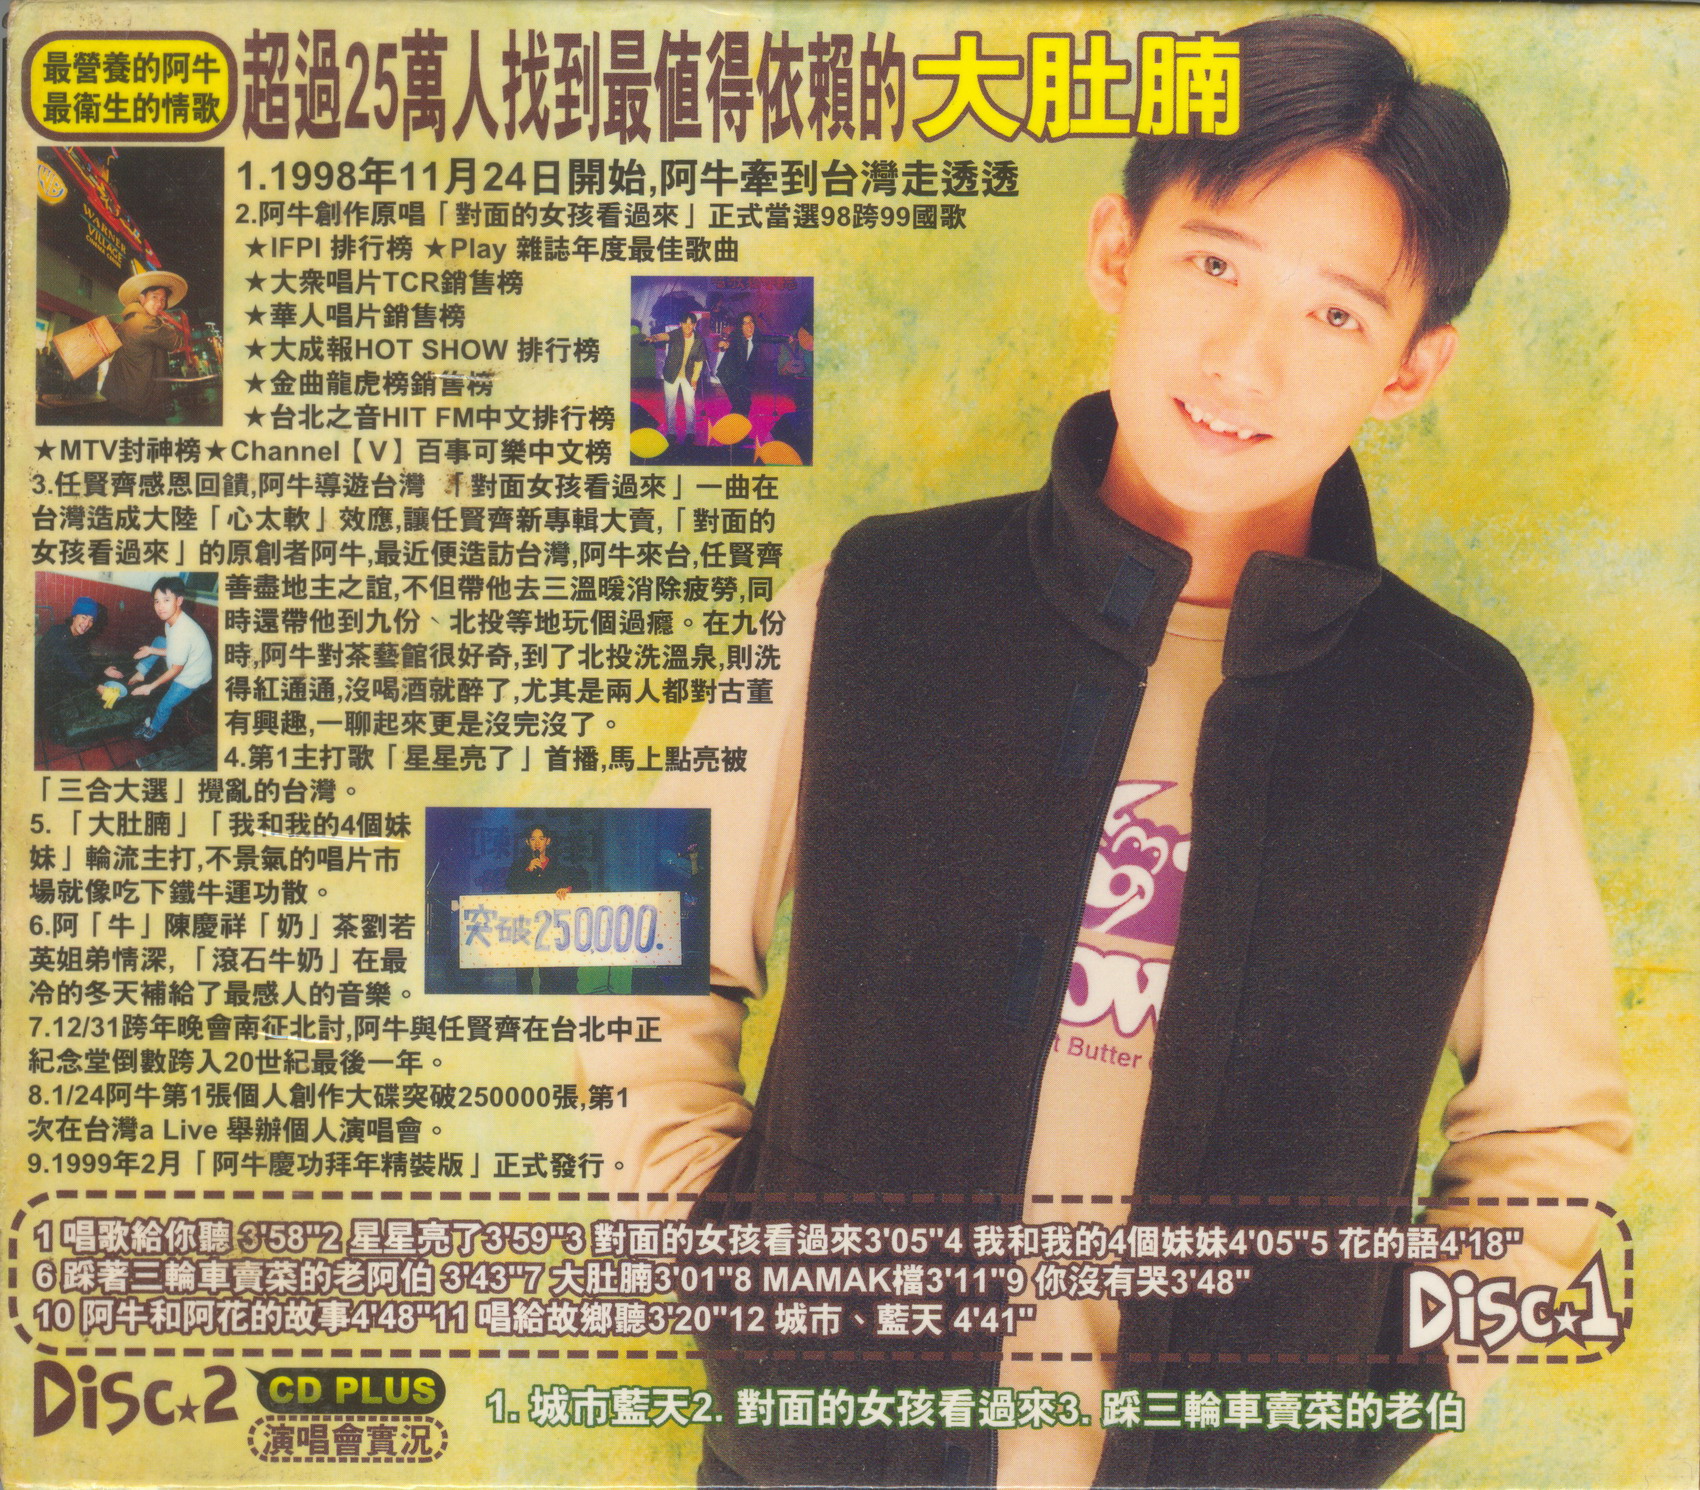 最營養的阿牛
最衛生的情歌
超過25萬人找到最值得依賴的大肚腩
1.1998年11月24日開始,阿牛牽到台灣走透透
2.阿牛創作原唱「對面的女孩看過來」正式當選98跨99國歌
★IFPI 排行榜 ★Play 雜誌年度最佳歌曲
★大衆唱片TCR銷售榜
★華人唱片銷售榜
★大成報HOT SHOW 排行榜
★金曲龍虎榜銷售榜
★台北之音HIT FM中文排行榜
★MTV封神榜★Channel【V】百事可樂中文榜
3.任賢齊感恩回饋,阿牛導遊台灣 「對面女孩看過來」一曲在
台灣造成大陸「心太軟」效應,讓任賢齊新專輯大賣,「對面的
女孩看過來」的原創者阿牛,最近便造訪台灣,阿牛來台,任賢齊
善盡地主之誼,不但帶他去三溫暖消除疲勞,同
時還帶他到九份、北投等地玩個過癮。在九份
時,阿牛對茶藝館很好奇,到了北投洗溫泉,則洗
得紅通通,沒喝酒就醉了,尤其是兩人都對古董
有興趣,一聊起來更是沒完沒了。
4.第1主打歌「星星亮了」首播,馬上點亮被
「三合大選」攪亂的台灣。
5.「大肚腩」「我和我的4個妹
妹」輪流主打,不景氣的唱片市
場就像吃下鐵牛運功散。
6.阿「牛」陳慶祥「奶」茶劉若
英姐弟情深,「滾石牛奶」在最
冷的冬天補給了最感人的音樂。
7.12/31跨年晚會南征北討,阿牛與任賢齊在台北中正
紀念堂倒數跨入20世紀最後一年。
8.1/24阿牛第1張個人創作大碟突破250000張,第1
次在台灣a Live 舉辦個人演唱會。
9.1999年2月「阿牛慶功拜年精裝版」正式發行。
WARNER
VILLAGE
突破250,000.
OW
t Butter
1 唱歌給你聽 3'58"2 星星亮了3'59"3 對面的女孩看過來3'05"4 我和我的4個妹妹4'05"5 花的語4'18"
6 踩著三輪車賣菜的老阿伯 3'43"7 大肚腩3'01"8 MAMAK檔3'11"9 你沒有哭3'48"
10 阿牛和阿花的故事4'48"11 唱給故鄉聽3'20"12 城市、藍天 4'41"
DiSC★1
DiSC★2
CD PLUS
演唱會實況
1. 城市藍天2. 對面的女孩看過來3. 踩三輪車賣菜的老伯